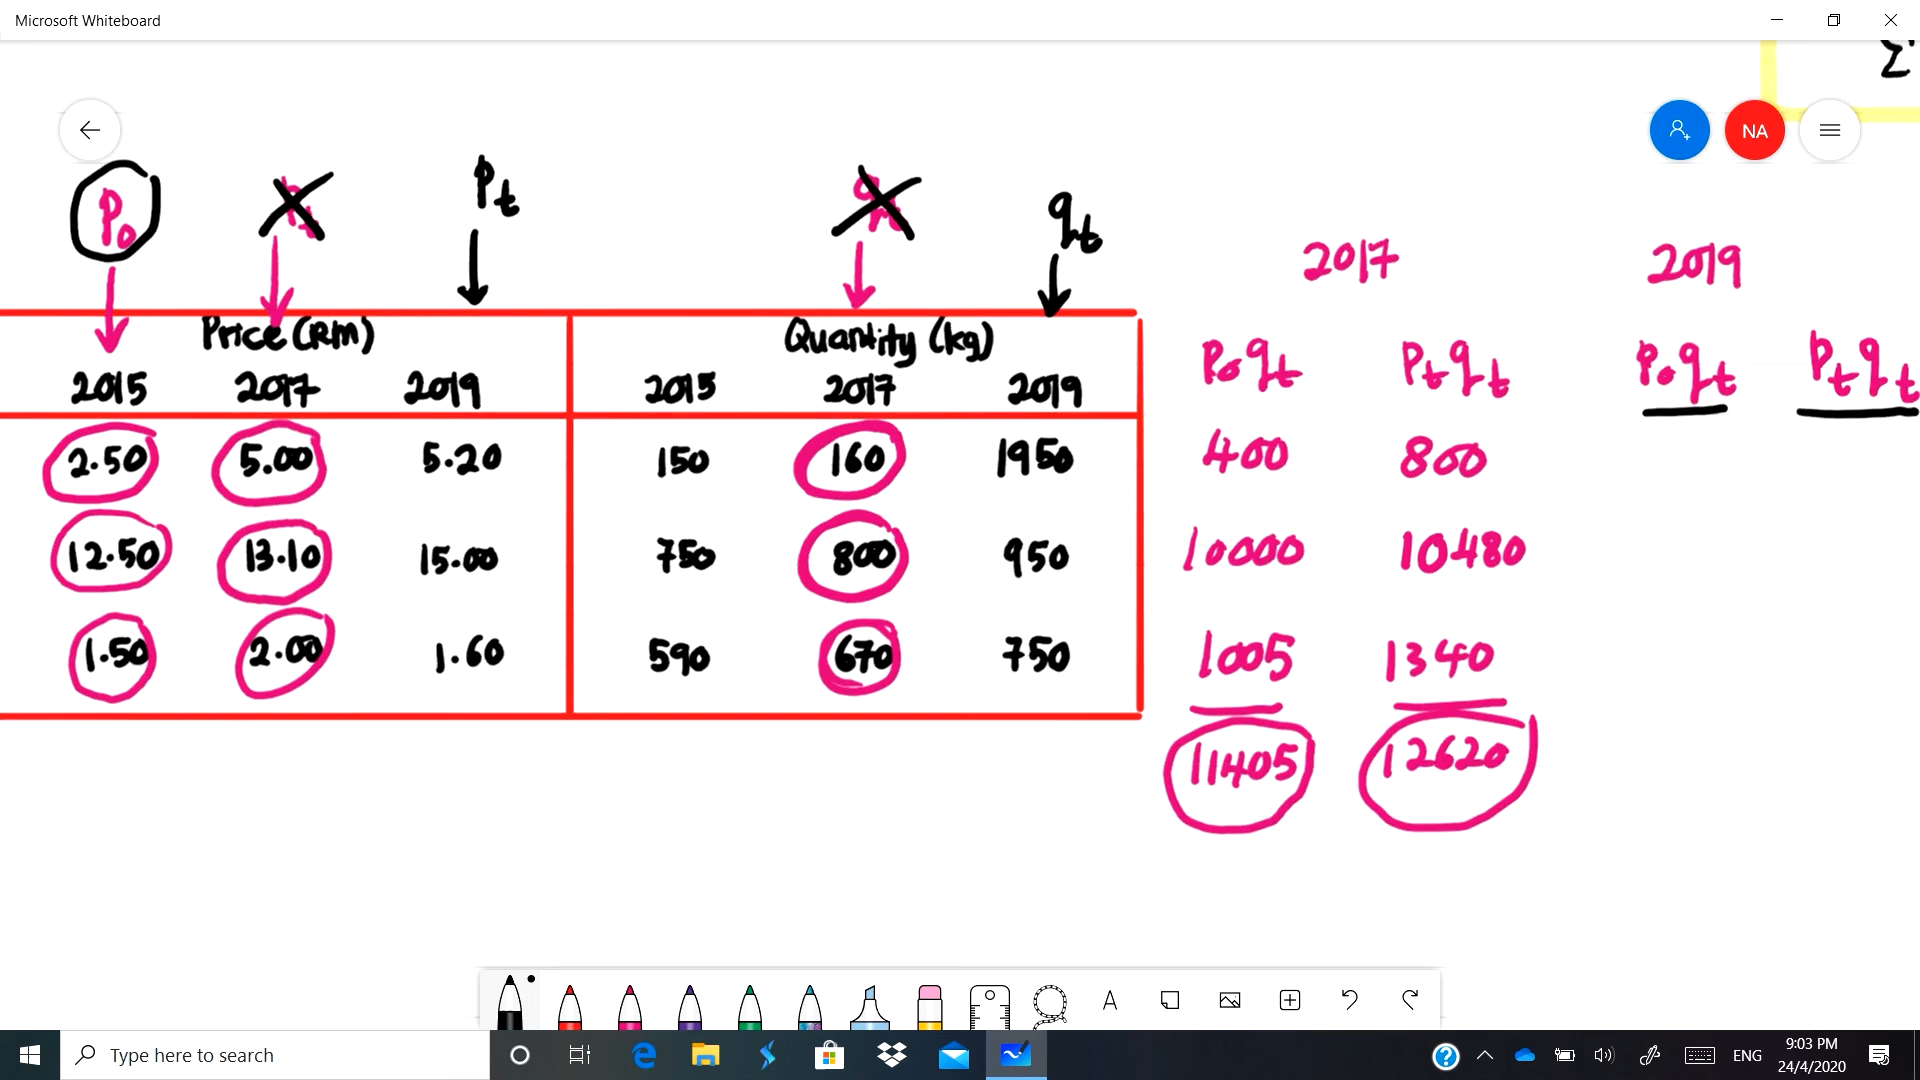 Microsoft Whiteboard
Σ
NA
P₀
Pₜ
qₜ
2017
2019
Price (RM)
Quantity (kg)
2015 2017 2019 2015 2017 2019
P₀qₜ Pₜqₜ P₀qₜ Pₜqₜ
2.50 5.00 5.20 150 160 1950 400 800
12.50 13.10 15.00 750 800 950 10000 10480
1.50 2.00 1.60 590 670 750 1005 1340
11405 12620
A
Type here to search
ENG
9:03 PM
24/4/2020